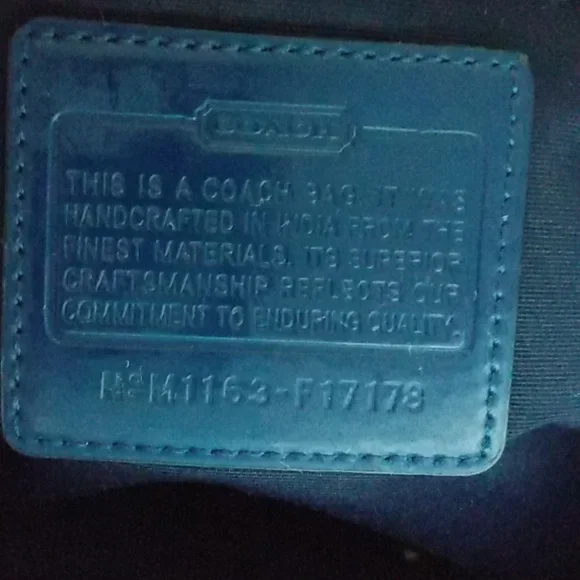 COACH
THIS IS A COACH BAG. IT WAS
HANDCRAFTED IN INDIA FROM THE
FINEST MATERIALS. ITS SUPERIOR
CRAFTSMANSHIP REFLECTS OUR
COMMITMENT TO ENDURING QUALITY.
Nº M1163-F17178